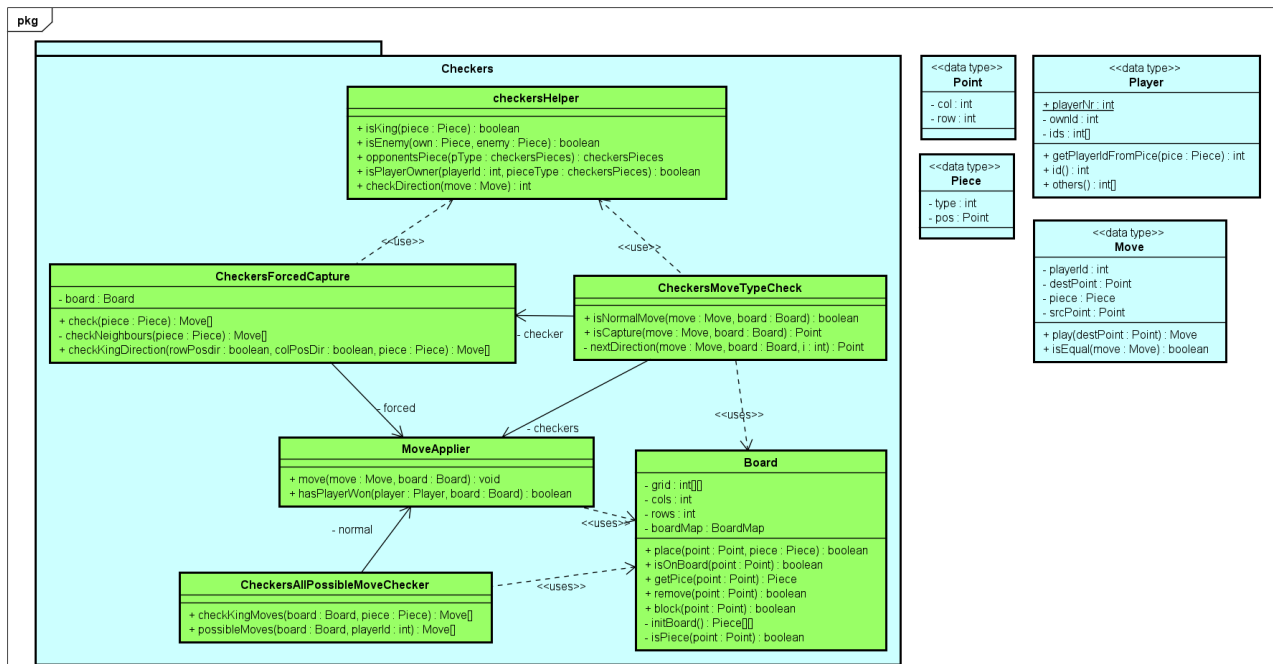 pkg
Checkers
checkersHelper
+ isKing(piece : Piece) : boolean
+ isEnemy(own : Piece, enemy : Piece) : boolean
+ opponentsPiece(pType : checkersPieces) : checkersPieces
+ isPlayerOwner(playerId : int, pieceType : checkersPieces) : boolean
+ checkDirection(move : Move) : int
<<use>>
<<use>>
CheckersForcedCapture
- board : Board
+ check(piece : Piece) : Move[]
- checkNeighbours(piece : Piece) : Move[]
+ checkKingDirection(rowPosdir : boolean, colPosDir : boolean, piece : Piece) : Move[]
- checker
CheckersMoveTypeCheck
+ isNormalMove(move : Move, board : Board) : boolean
+ isCapture(move : Move, board : Board) : Point
- nextDirection(move : Move, board : Board, i : int) : Point
- forced
- checkers
<<uses>>
MoveApplier
+ move(move : Move, board : Board) : void
+ hasPlayerWon(player : Player, board : Board) : boolean
<<uses>>
- normal
CheckersAllPossibleMoveChecker
+ checkKingMoves(board : Board, piece : Piece) : Move[]
+ possibleMoves(board : Board, playerId : int) : Move[]
<<uses>>
Board
- grid : int[][]
- cols : int
- rows : int
- boardMap : BoardMap
+ place(point : Point, piece : Piece) : boolean
+ isOnBoard(point : Point) : boolean
+ getPice(point : Point) : Piece
+ remove(point : Point) : boolean
+ block(point : Point) : boolean
- initBoard() : Piece[][]
- isPiece(point : Point) : boolean
<<data type>>
Point
- col : int
- row : int
<<data type>>
Piece
- type : int
- pos : Point
<<data type>>
Player
+ playerNr : int
- ownId : int
- ids : int[]
+ getPlayerIdFromPice(pice : Piece) : int
+ id() : int
+ others() : int[]
<<data type>>
Move
- playerId : int
- destPoint : Point
- piece : Piece
- srcPoint : Point
+ play(destPoint : Point) : Move
+ isEqual(move : Move) : boolean